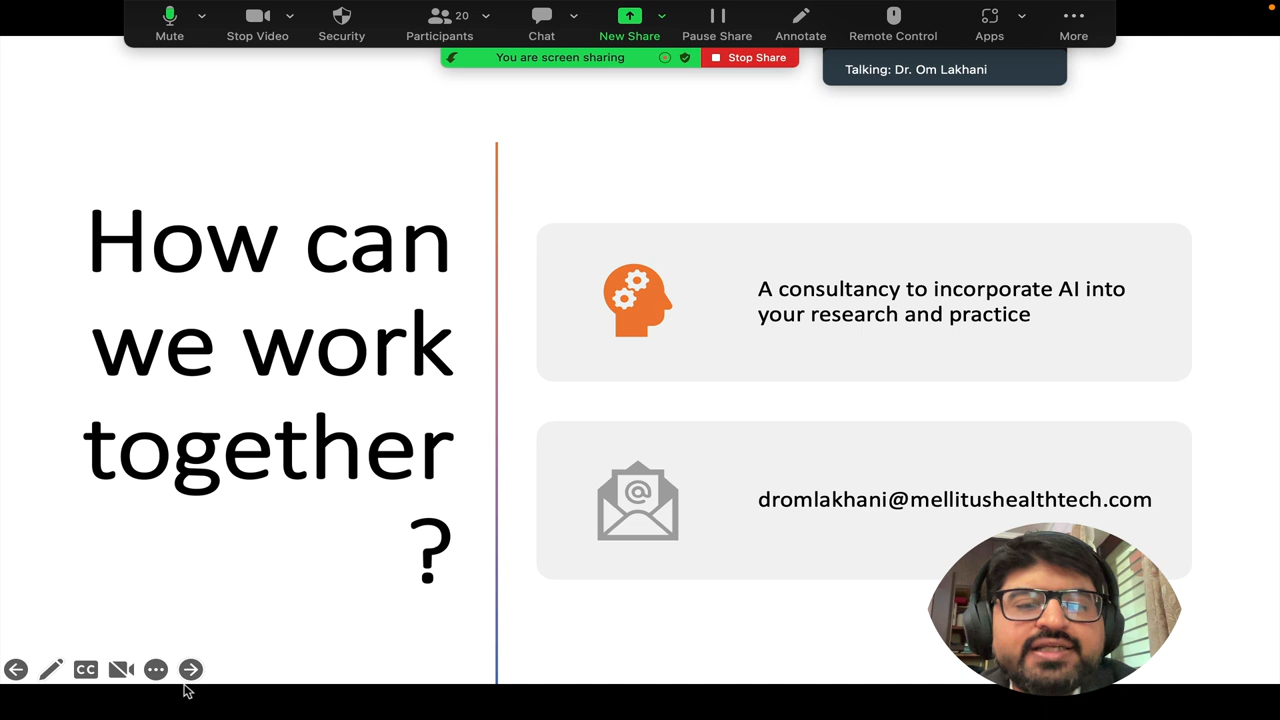 20
Mute
Stop Video
Security
Participants
Chat
New Share
Pause Share
Annotate
Remote Control
Apps
More
You are screen sharing
Stop Share
Talking: Dr. Om Lakhani
How can
we work
together
?
A consultancy to incorporate AI into
your research and practice
@
dromlakhani@mellitushealthtech.com
CC